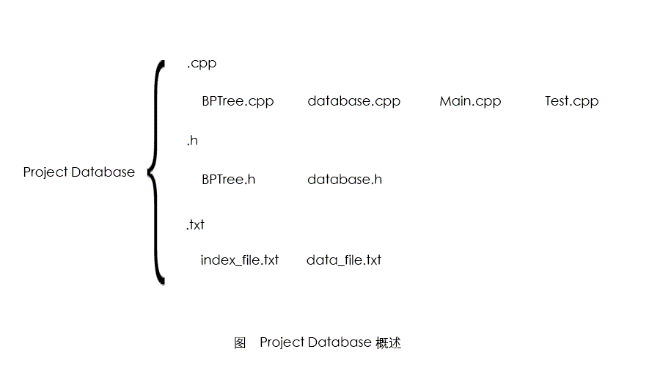 .cpp
BPTree.cpp database.cpp Main.cpp Test.cpp
.h
Project Database
BPTree.h database.h
.txt
index_file.txt data_file.txt
图 Project Database 概述